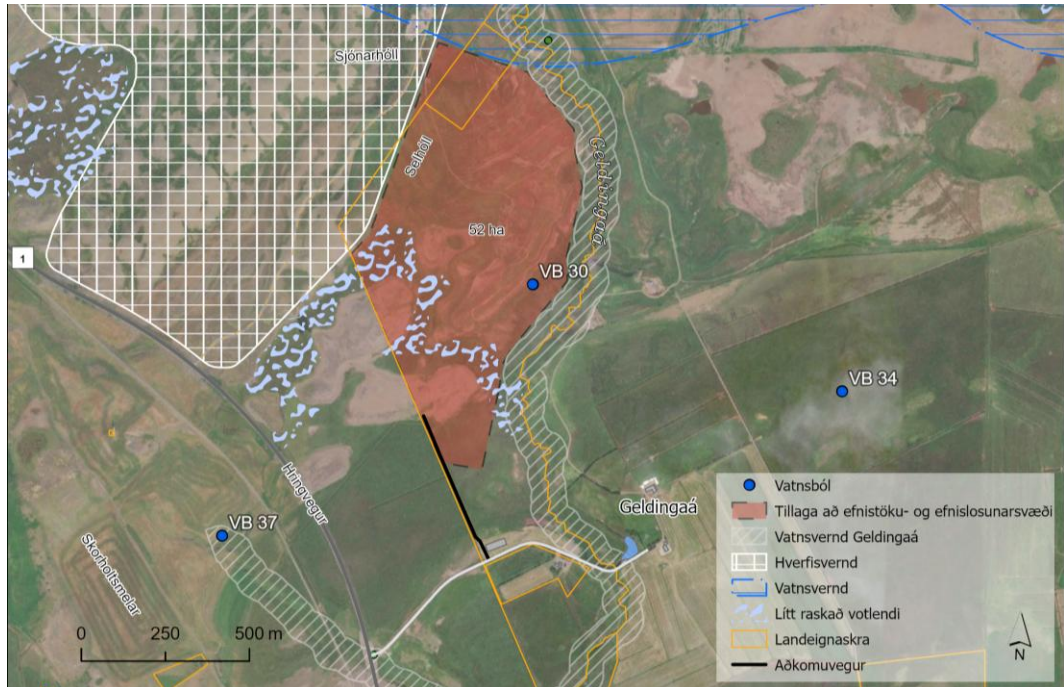 Sjónarhóll
Selhóll
Geldingaá
52 ha
VB 30
1
VB 34
Hringvegur
Geldingaá
VB 37
Skorholtsmelar
0 250 500 m
Vatnsból
Tillaga að efnistöku- og efnislosunarsvæði
Vatnsvernd Geldingaá
Hverfisvernd
Vatnsvernd
Lítt raskað votlendi
Landeignaskra
Aðkomuvegur
N